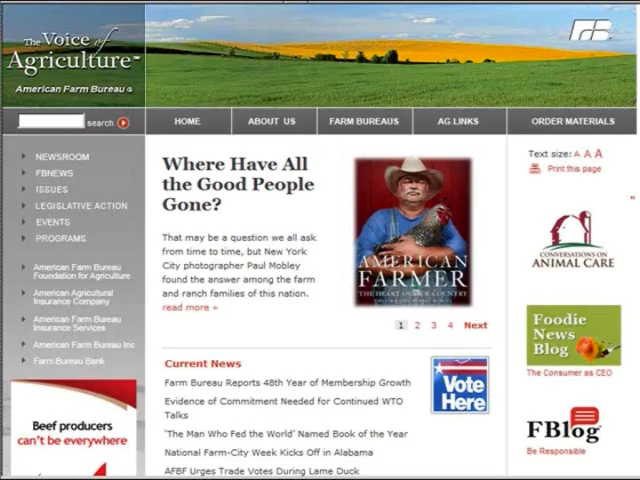 The Voice of
Agriculture™
American Farm Bureau®
FB
search
HOME
ABOUT US
FARM BUREAUS
AG LINKS
ORDER MATERIALS
NEWSROOM
FBNEWS
ISSUES
LEGISLATIVE ACTION
EVENTS
PROGRAMS
American Farm Bureau
Foundation for Agriculture
American Agricultural
Insurance Company
American Farm Bureau
Insurance Services
American Farm Bureau Inc
Farm Bureau Bank
Beef producers
can't be everywhere
Where Have All
the Good People
Gone?
That may be a question we all ask
from time to time, but New York
City photographer Paul Mobley
found the answer among the farm
and ranch families of this nation.
read more »
AMERICAN
FARMER
THE HEART OF OUR COUNTRY
1 2 3 4 Next
Current News
Farm Bureau Reports 48th Year of Membership Growth
Evidence of Commitment Needed for Continued WTO
Talks
'The Man Who Fed the World' Named Book of the Year
National Farm-City Week Kicks Off in Alabama
AFBF Urges Trade Votes During Lame Duck
Vote
Here
Text size: A A A
Print this page
CONVERSATIONS ON
ANIMAL CARE
Foodie
News
Blog
The Consumer as CEO
FBlog
Be Responsible